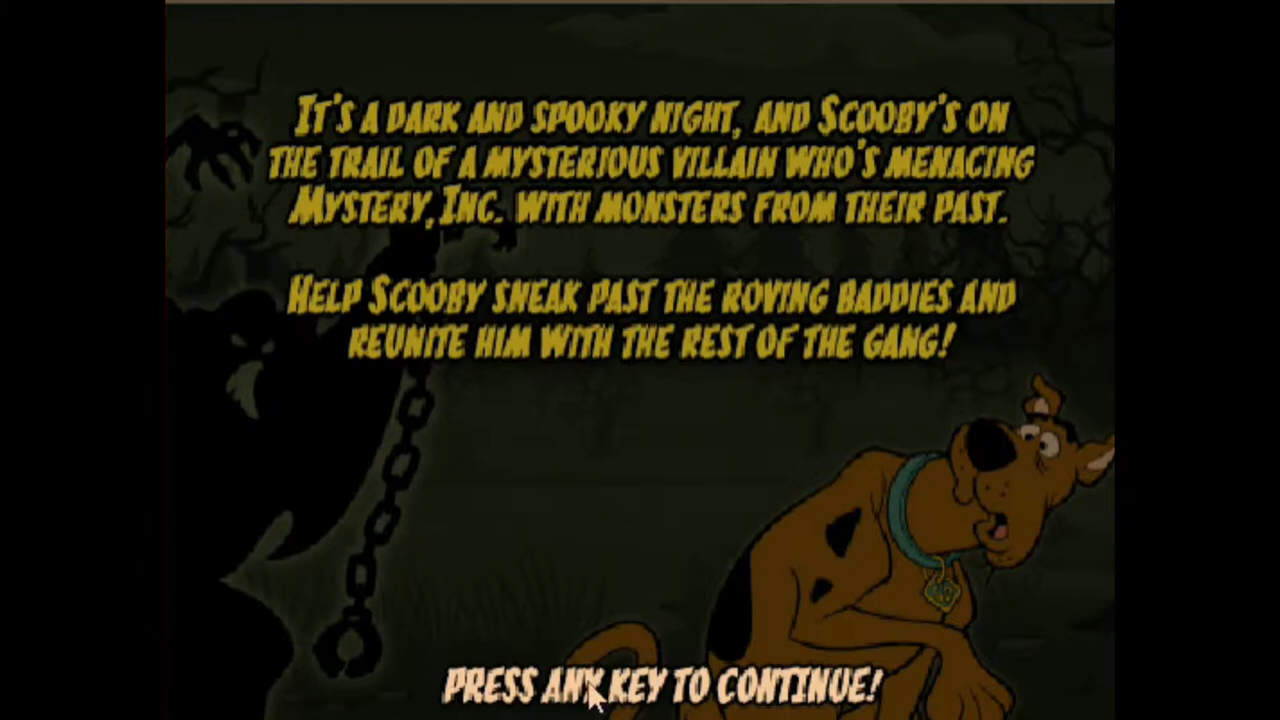 It's a dark and spooky night, and Scooby's on
the trail of a mysterious villain who's menacing
Mystery, Inc. with monsters from their past.
Help Scooby sneak past the roving baddies and
reunite him with the rest of the gang!
Press any key to continue!